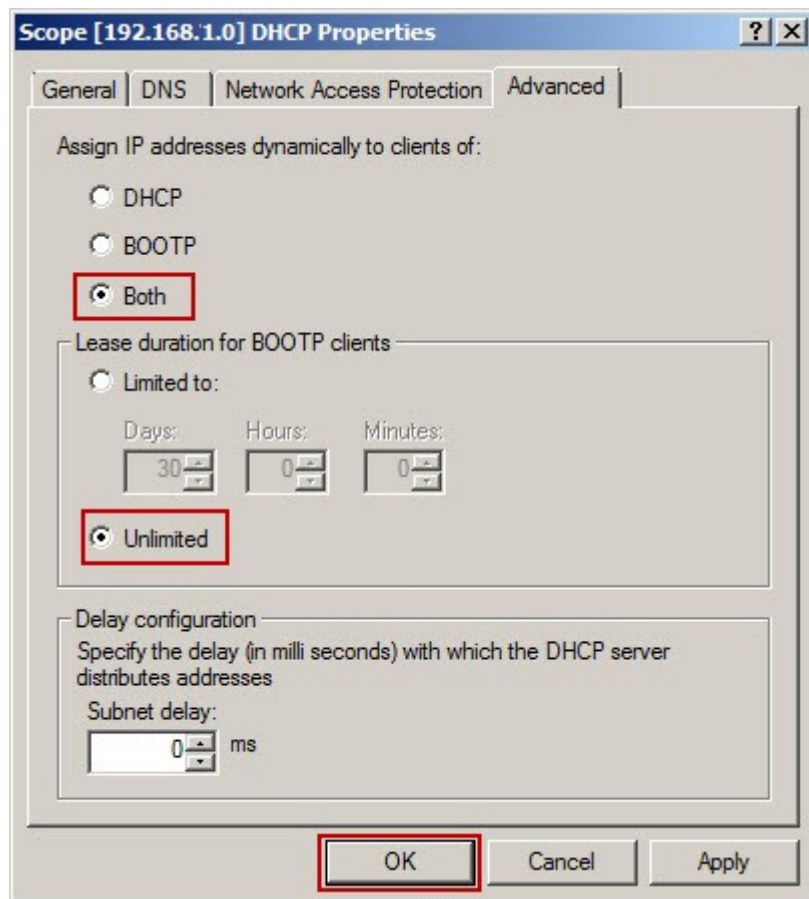 Scope [192.168.1.0] DHCP Properties
General DNS Network Access Protection Advanced
Assign IP addresses dynamically to clients of:
DHCP
BOOTP
Both
Lease duration for BOOTP clients
Limited to:
Days: Hours: Minutes:
30 0 0
Unlimited
Delay configuration
Specify the delay (in milli seconds) with which the DHCP server
distributes addresses
Subnet delay:
0 ms
OK Cancel Apply